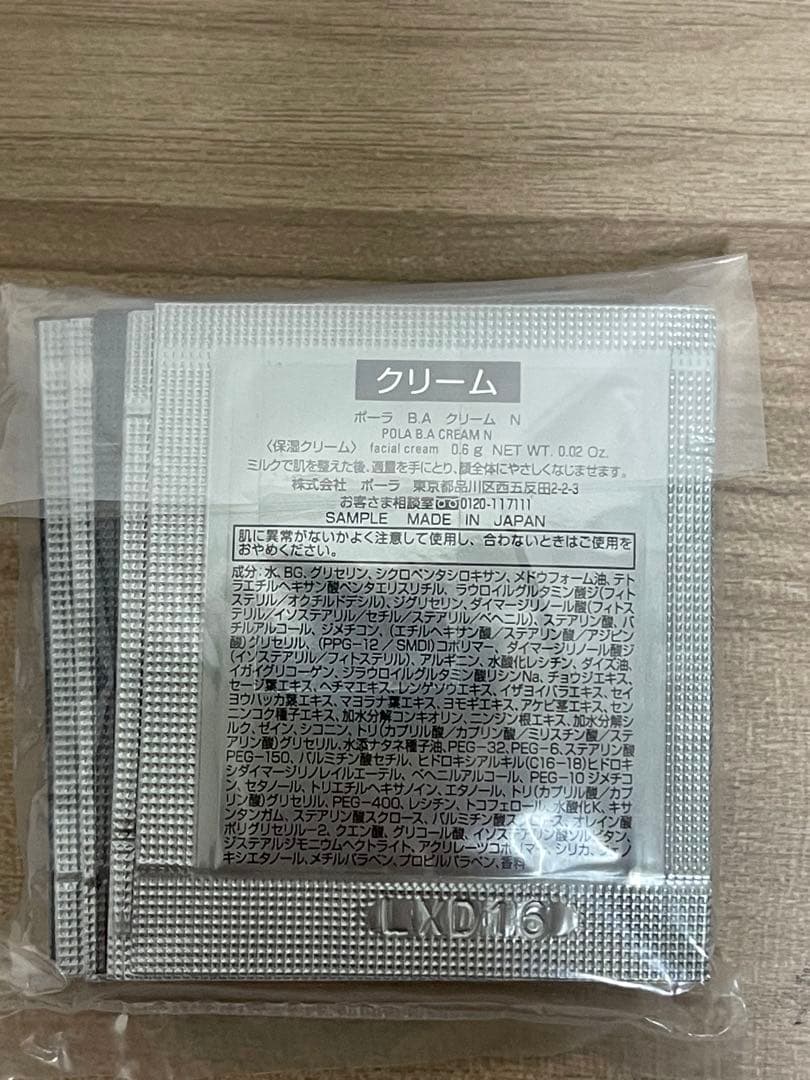 クリーム
ポーラ B.A クリーム N
POLA B.A CREAM N
〈保湿クリーム〉 facial cream 0.6 g NET WT. 0.02 Oz.
ミルクで肌を整えた後、適量を手にとり、顔全体にやさしくなじませます。
株式会社 ポーラ 東京都品川区西五反田2-2-3
お客さま相談室 0120-117111
SAMPLE MADE IN JAPAN
肌に異常がないかよく注意して使用し、合わないときはご使用を
おやめください。
成分:水、BG、グリセリン、シクロペンタシロキサン、メドウフォーム油、テト
ラエチルヘキサン酸ペンタエリスリチル、ラウロイルグルタミン酸ジ(フィト
ステリル/オクチルドデシル)、ジグリセリン、ダイマージリノール酸(フィトス
テリル/イソステアリル/セチル/ステアリル/ベヘニル)、ステアリン酸、バ
チルアルコール、ジメチコン、(エチルヘキサン酸/ステアリン酸/アジピン
酸)グリセリル、(PPG-12/SMDI)コポリマー、ダイマージリノール酸ジ
(イソステアリル/フィトステリル)、アルギニン、水酸化レシチン、ダイズ油、
イガイグリコーゲン、ジラウロイルグルタミン酸リシンNa、チョウジエキス、
セージ葉エキス、ヘチマエキス、レンゲソウエキス、イザヨイバラエキス、セイ
ヨウハッカ葉エキス、マヨラナ葉エキス、ヨモギエキス、アケビ茎エキス、セン
ニンコク種子エキス、加水分解コンキオリン、ニンジン根エキス、加水分解シ
ルク、ゼイン、シコニン、トリ(カプリル酸/カプリン酸/ミリスチン酸/ステ
アリン酸)グリセリル、水添ナタネ種子油、PEG-32、PEG-6、ステアリン酸
PEG-150、パルミチン酸セチル、ヒドロキシアルキル(C16-18)ヒドロキ
シダイマージリノレイルエーテル、ベヘニルアルコール、PEG-10ジメチコ
ン、セタノール、トリエチルヘキサノイン、エタノール、トリ(カプリル酸/カプ
リン酸)グリセリル、PEG-400、レシチン、トコフェロール、水酸化K、キサ
ンタンガム、ステアリン酸スクロース、パルミチン酸スクロース、オレイン酸
ポリグリセリル-2、クエン酸、グリコール酸、イソステアリン酸ソルビタン、
ジステアルジモニウムヘクトライト、アクリレーツコポリマー、シリカ、フェノ
キシエタノール、メチルパラベン、プロピルパラベン、香料
LXD16